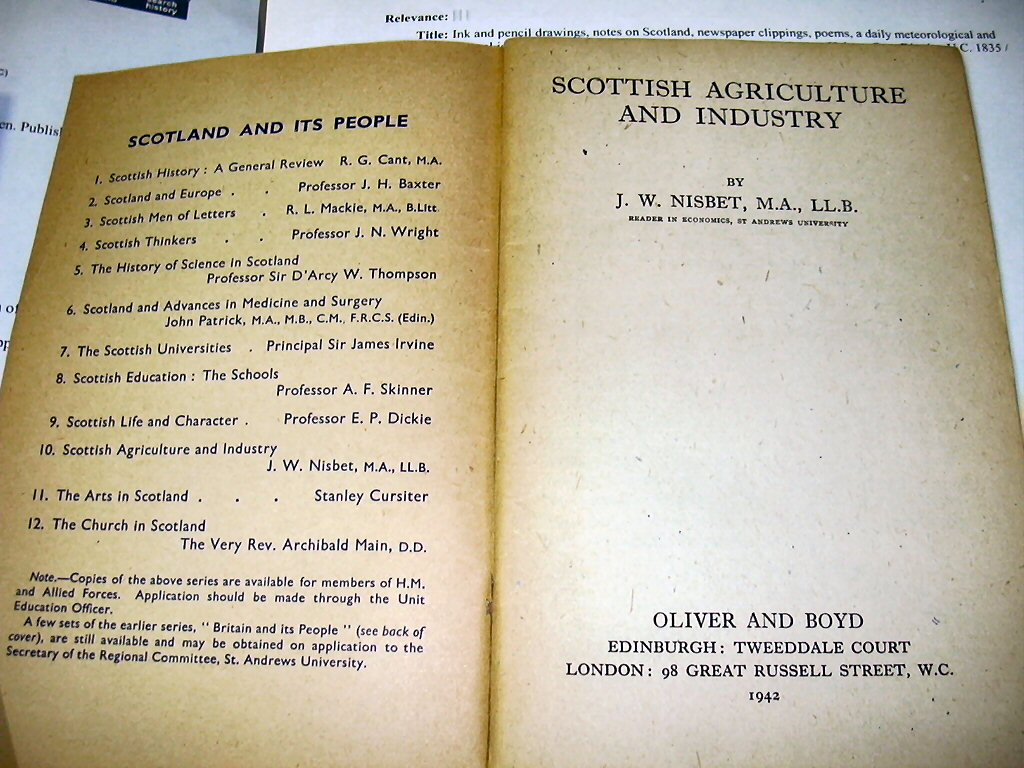 search
history
Relevance:
Title: Ink and pencil drawings, notes on Scotland, newspaper clippings, poems, a daily meteorological and
C. 1835 /
en. Publis
SCOTLAND AND ITS PEOPLE
1. Scottish History : A General Review R. G. Cant, M.A.
2. Scotland and Europe . . Professor J. H. Baxter
3. Scottish Men of Letters . R. L. Mackie, M.A., B.Litt.
4. Scottish Thinkers . . Professor J. N. Wright
5. The History of Science in Scotland
Professor Sir D'Arcy W. Thompson
6. Scotland and Advances in Medicine and Surgery
John Patrick, M.A., M.B., C.M., F.R.C.S. (Edin.)
7. The Scottish Universities . Principal Sir James Irvine
8. Scottish Education : The Schools
Professor A. F. Skinner
9. Scottish Life and Character . Professor E. P. Dickie
10. Scottish Agriculture and Industry
J. W. Nisbet, M.A., LL.B.
11. The Arts in Scotland . . . Stanley Cursiter
12. The Church in Scotland
The Very Rev. Archibald Main, D.D.
Note.—Copies of the above series are available for members of H.M.
and Allied Forces. Application should be made through the Unit
Education Officer.
A few sets of the earlier series, " Britain and its People " (see back of
cover), are still available and may be obtained on application to the
Secretary of the Regional Committee, St. Andrews University.
SCOTTISH AGRICULTURE
AND INDUSTRY
BY
J. W. NISBET, M.A., LL.B.
READER IN ECONOMICS, ST ANDREWS UNIVERSITY
OLIVER AND BOYD
EDINBURGH: TWEEDDALE COURT
LONDON: 98 GREAT RUSSELL STREET, W.C.
1942